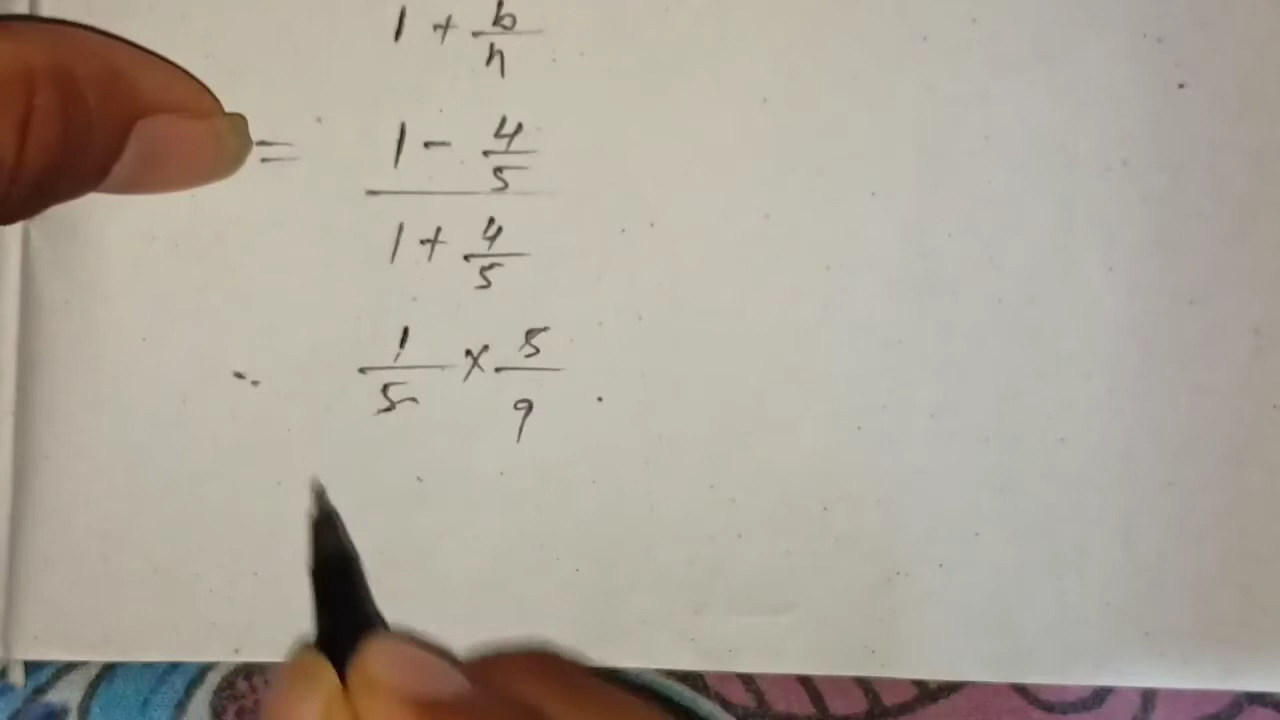 1 + b/n
= (1 - 4/5) / (1 + 4/5)
1/5 × 5/9